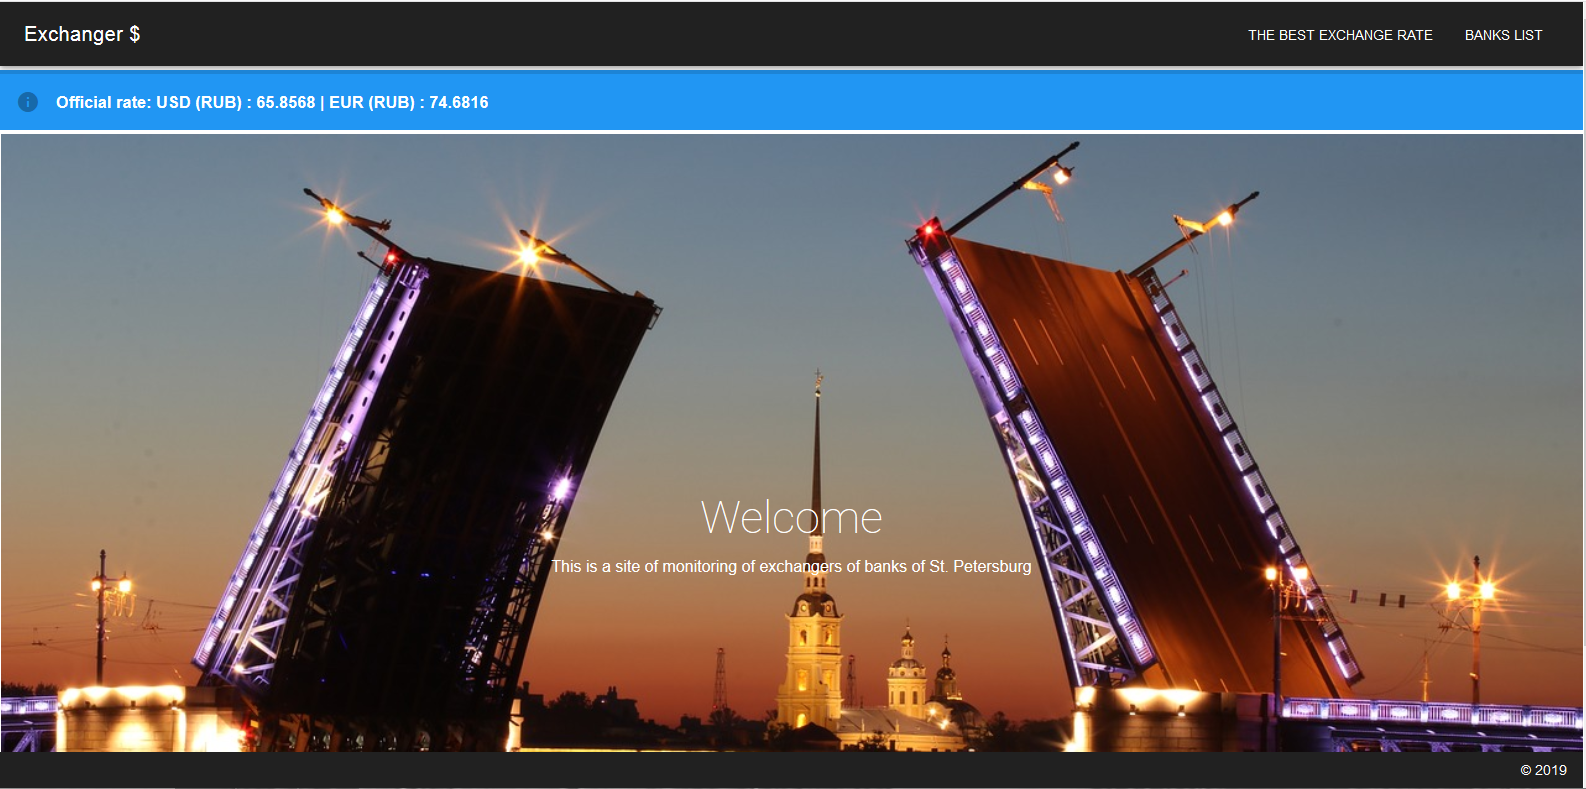 Exchanger $
THE BEST EXCHANGE RATE
BANKS LIST
Official rate: USD (RUB) : 65.8568 | EUR (RUB) : 74.6816
Welcome
This is a site of monitoring of exchangers of banks of St. Petersburg
© 2019